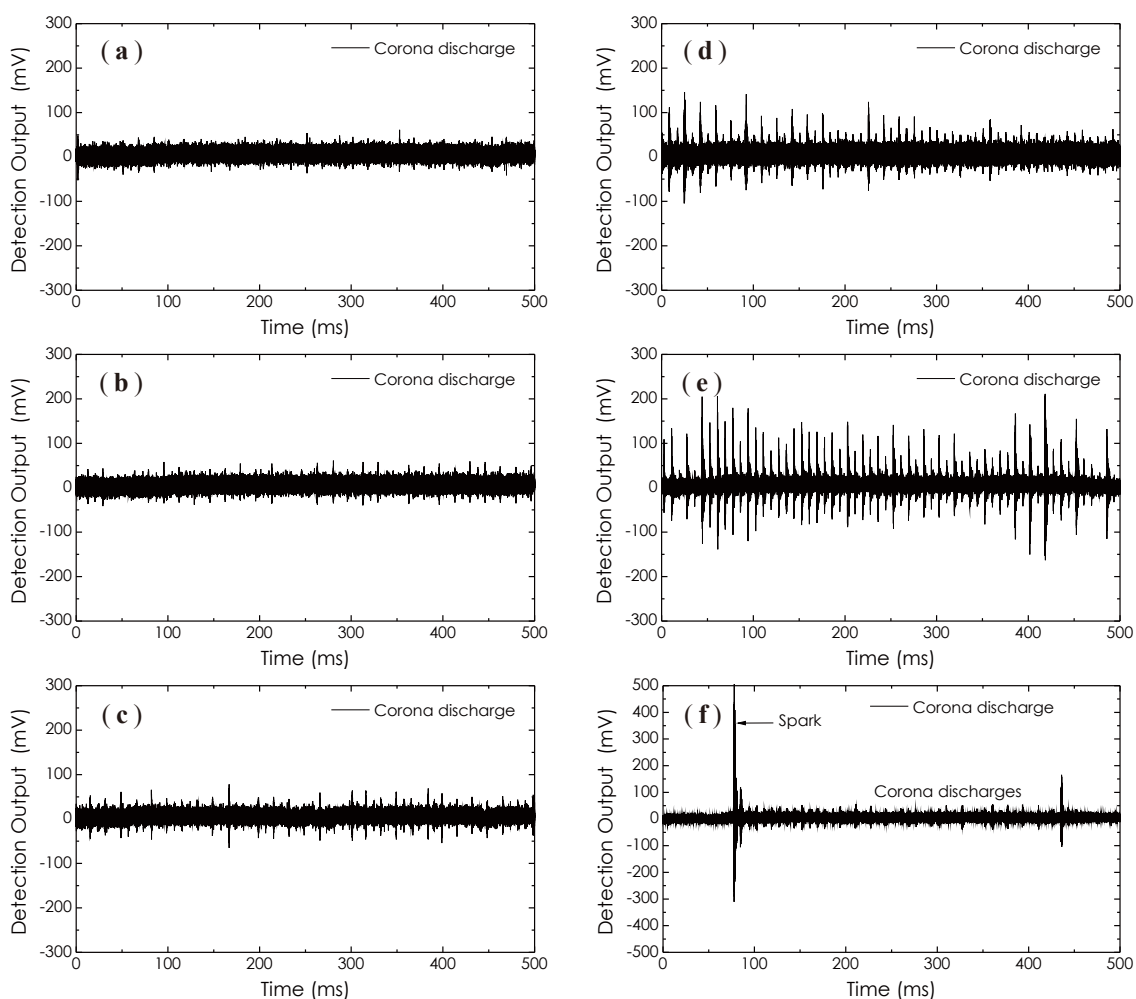 (a)
Corona discharge
300
200
100
0
-100
-200
-300
Detection Output (mV)
0 100 200 300 400 500
Time (ms)
(b)
Corona discharge
300
200
100
0
-100
-200
-300
Detection Output (mV)
0 100 200 300 400 500
Time (ms)
(c)
Corona discharge
300
200
100
0
-100
-200
-300
Detection Output (mV)
0 100 200 300 400 500
Time (ms)
(d)
Corona discharge
300
200
100
0
-100
-200
-300
Detection Output (mV)
0 100 200 300 400 500
Time (ms)
(e)
Corona discharge
300
200
100
0
-100
-200
-300
Detection Output (mV)
0 100 200 300 400 500
Time (ms)
(f)
Corona discharge
Spark
Corona discharges
500
400
300
200
100
0
-100
-200
-300
-400
-500
Detection Output (mV)
0 100 200 300 400 500
Time (ms)